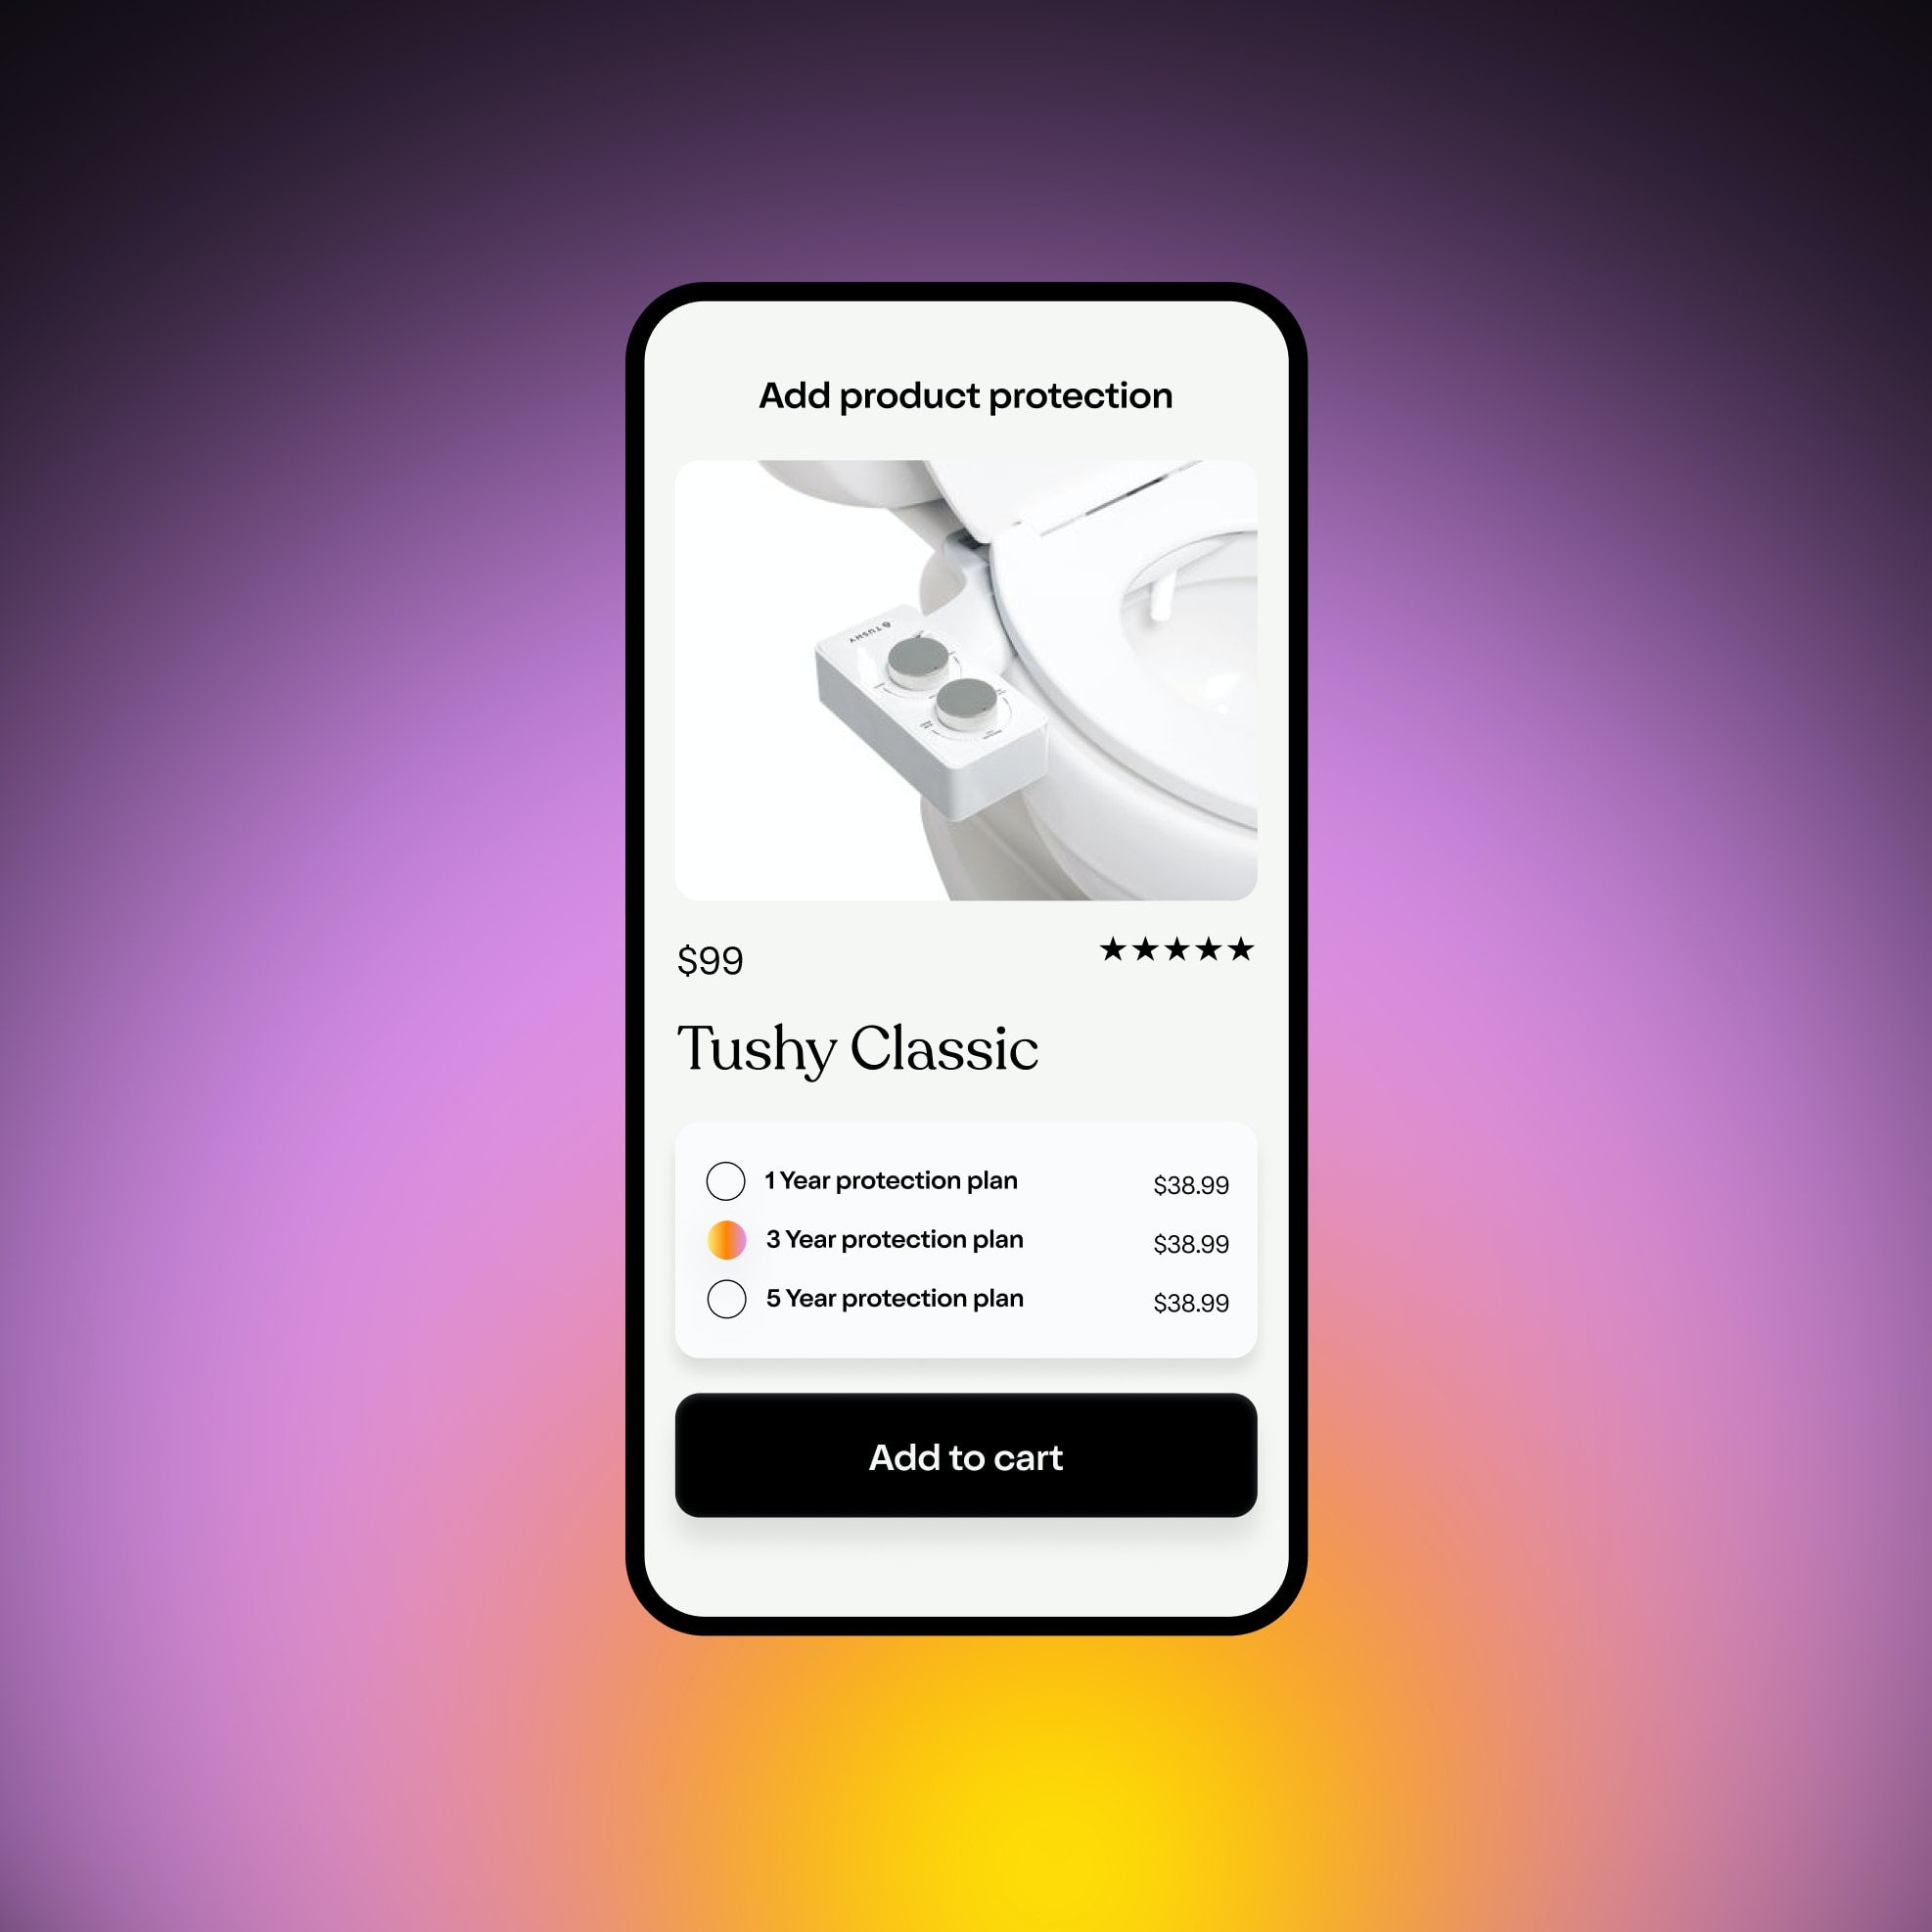 Add product protection
TUSHY
$99
★★★★★
Tushy Classic
1 Year protection plan $38.99
3 Year protection plan $38.99
5 Year protection plan $38.99
Add to cart